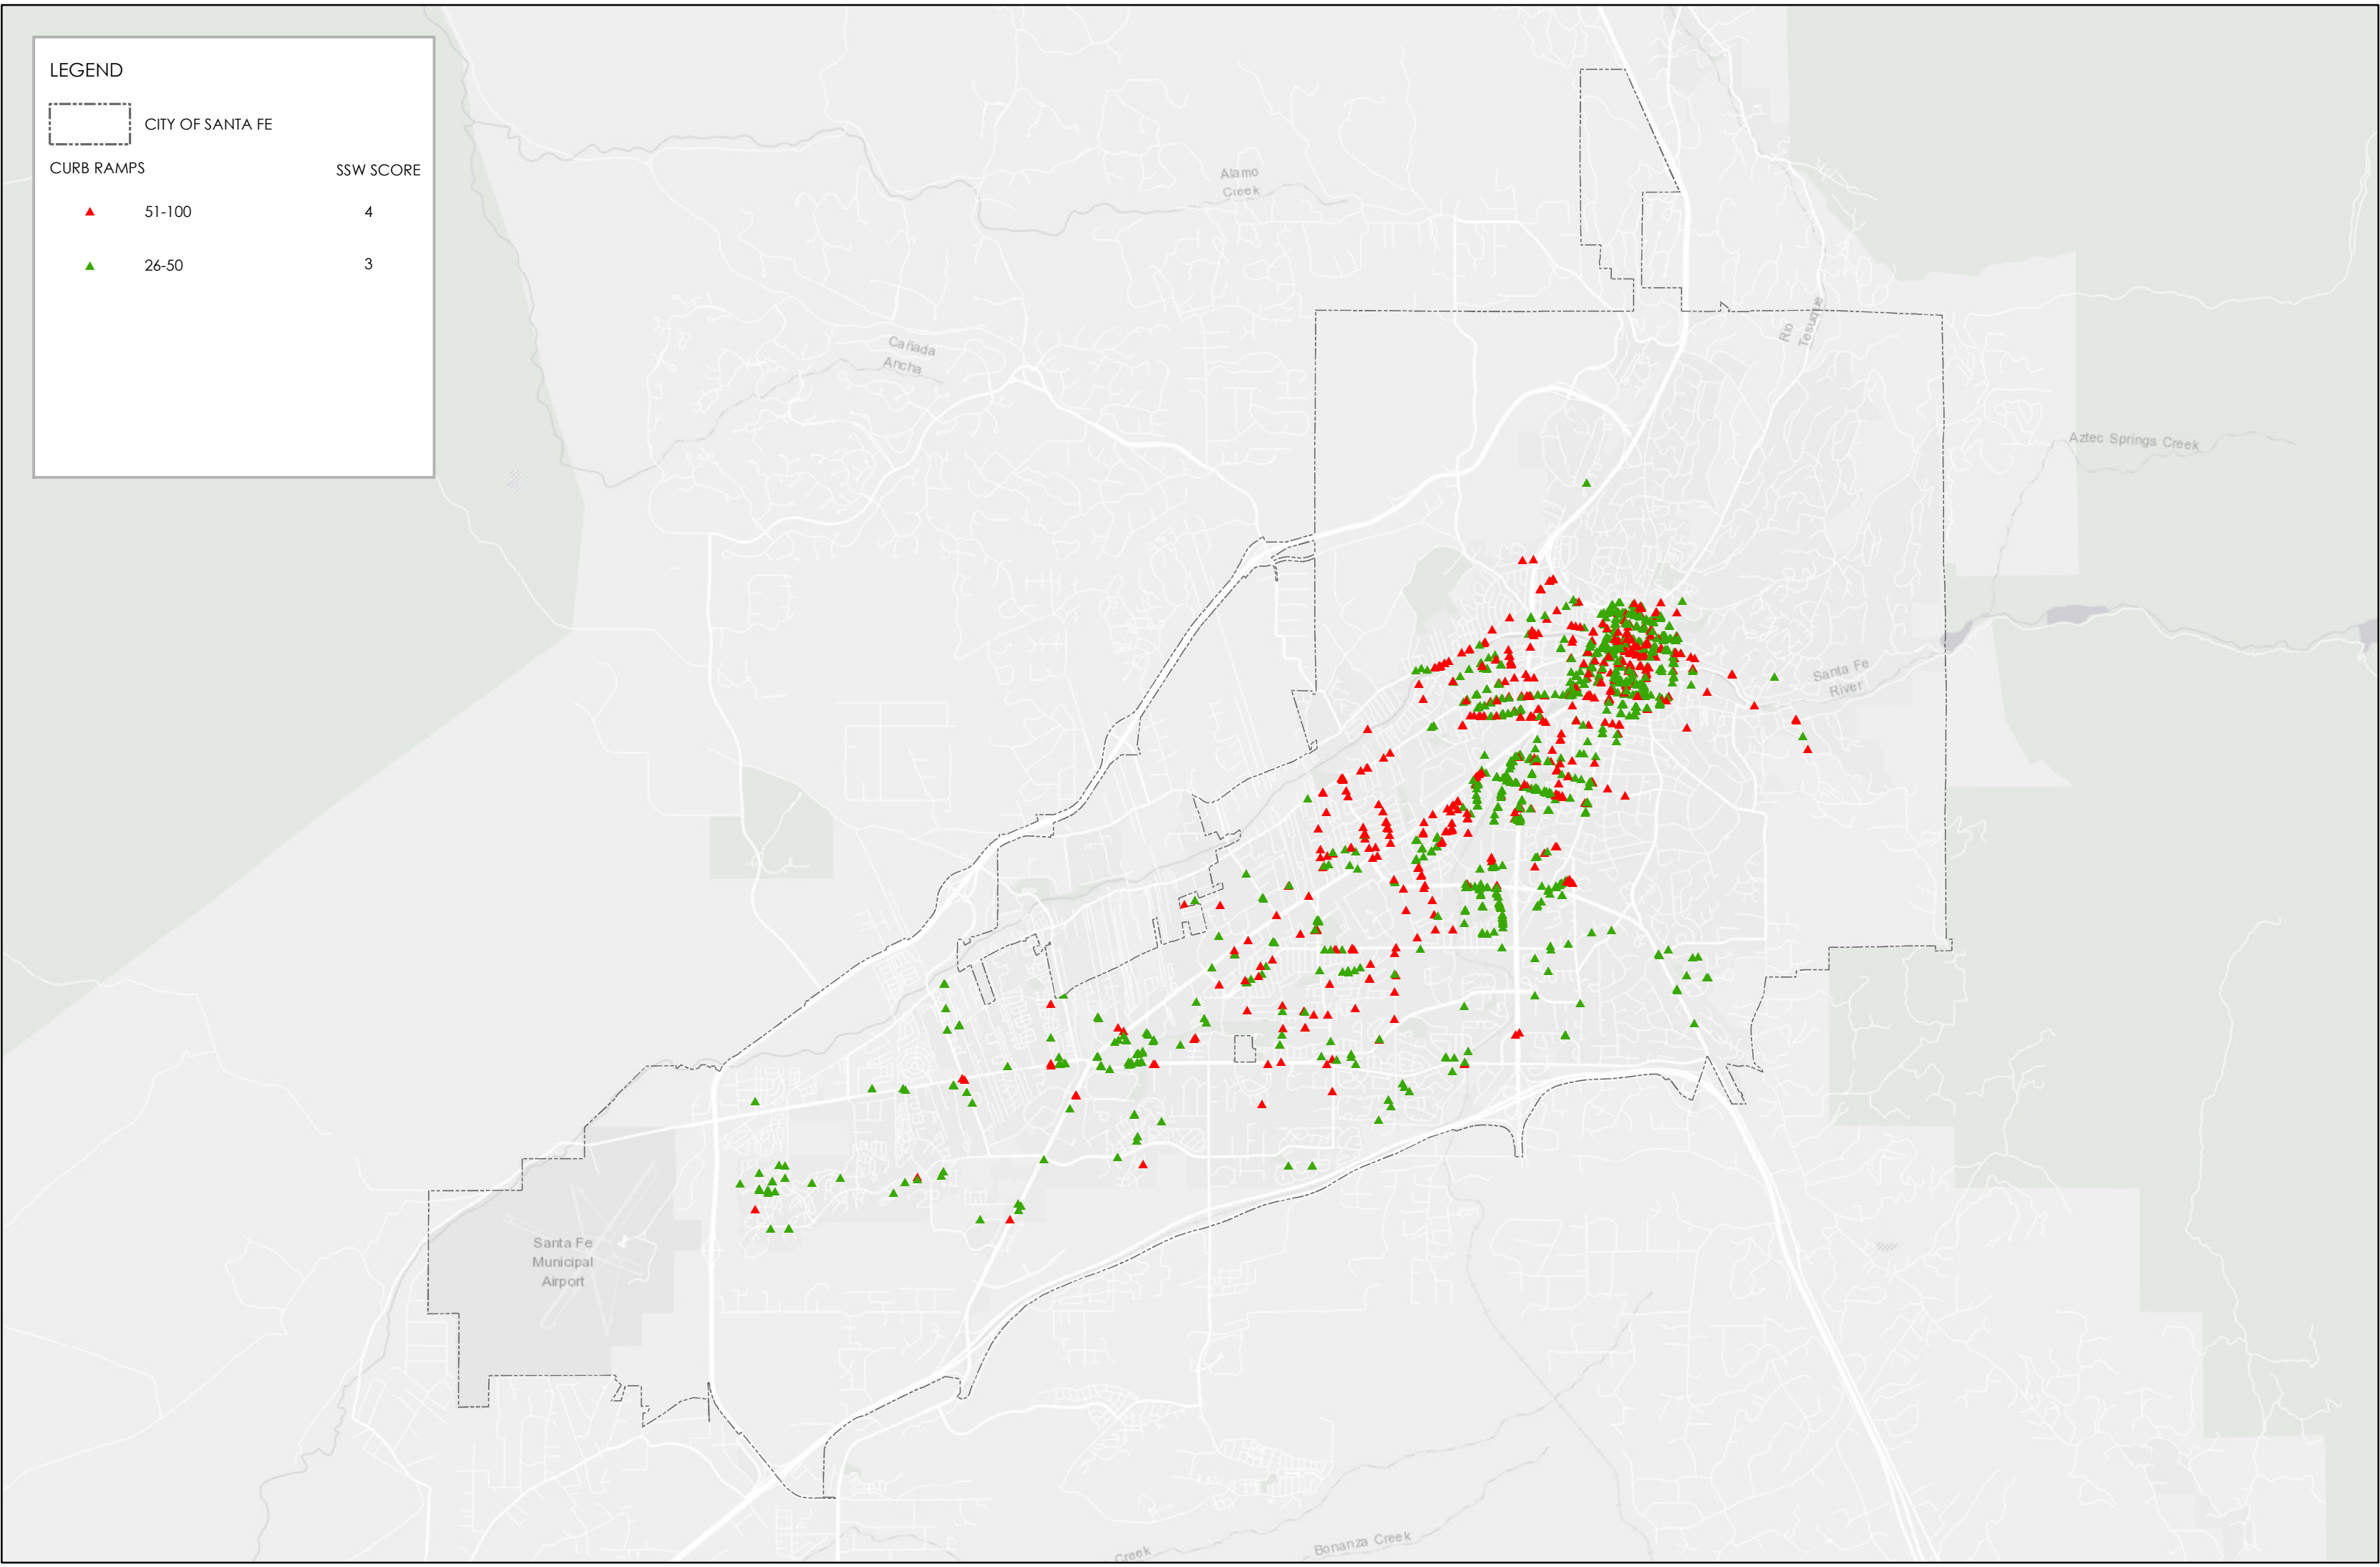 LEGEND
CITY OF SANTA FE
CURB RAMPS SSW SCORE
51-100 4
26-50 3
Alamo
Creek
Cañada
Ancha
Rio
Tesuque
Aztec Springs Creek
Santa Fe
River
Santa Fe
Municipal
Airport
Creek
Bonanza Creek